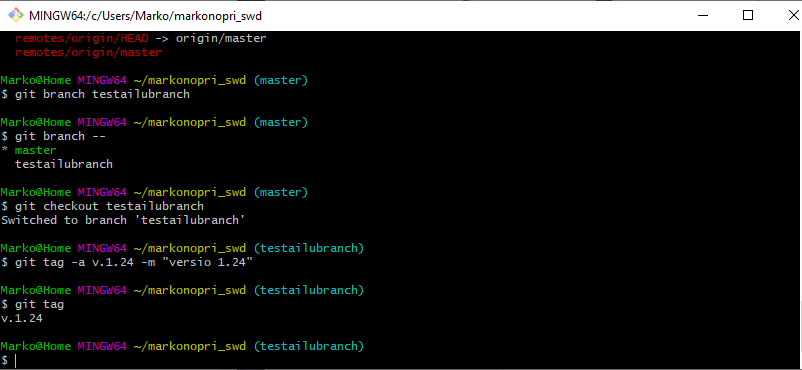 MINGW64:/c/Users/Marko/markonopri_swd
remotes/origin/HEAD -> origin/master
remotes/origin/master
Marko@Home MINGW64 ~/markonopri_swd (master)
$ git branch testailubranch
Marko@Home MINGW64 ~/markonopri_swd (master)
$ git branch --
* master
testailubranch
Marko@Home MINGW64 ~/markonopri_swd (master)
$ git checkout testailubranch
Switched to branch 'testailubranch'
Marko@Home MINGW64 ~/markonopri_swd (testailubranch)
$ git tag -a v.1.24 -m "versio 1.24"
Marko@Home MINGW64 ~/markonopri_swd (testailubranch)
$ git tag
v.1.24
Marko@Home MINGW64 ~/markonopri_swd (testailubranch)
$